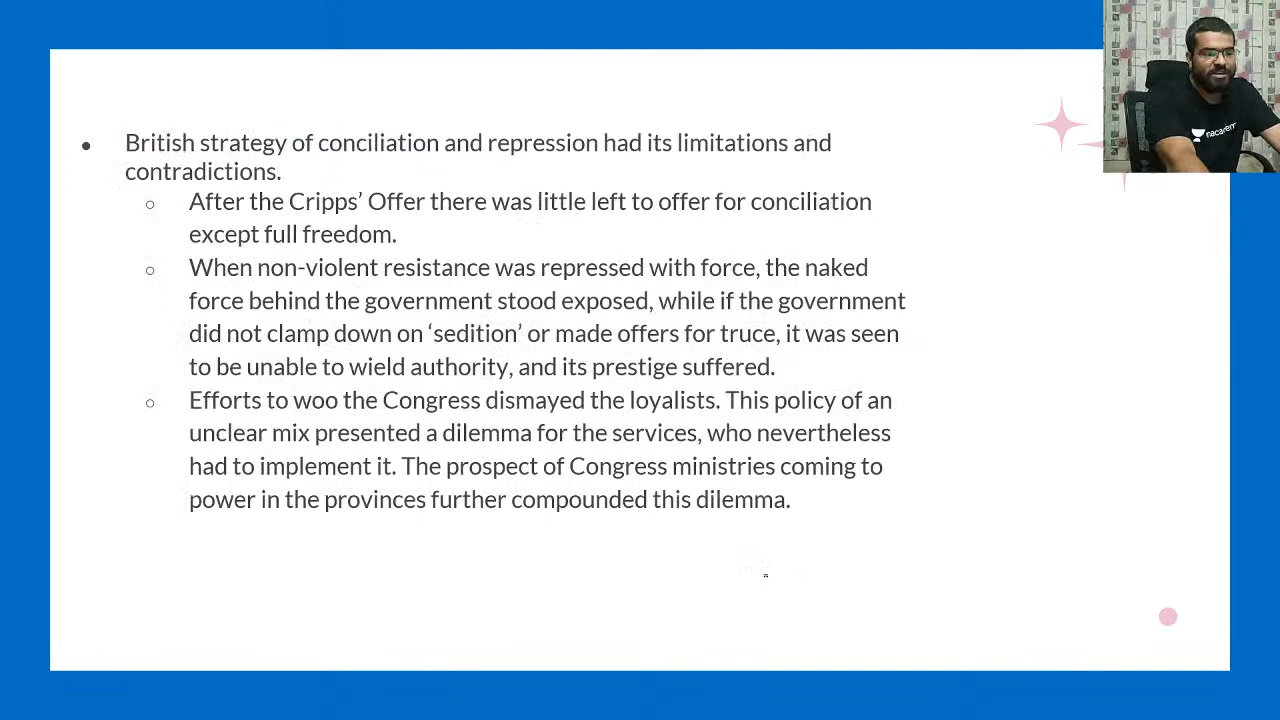 British strategy of conciliation and repression had its limitations and
contradictions.
After the Cripps’ Offer there was little left to offer for conciliation
except full freedom.
When non-violent resistance was repressed with force, the naked
force behind the government stood exposed, while if the government
did not clamp down on ‘sedition’ or made offers for truce, it was seen
to be unable to wield authority, and its prestige suffered.
Efforts to woo the Congress dismayed the loyalists. This policy of an
unclear mix presented a dilemma for the services, who nevertheless
had to implement it. The prospect of Congress ministries coming to
power in the provinces further compounded this dilemma.